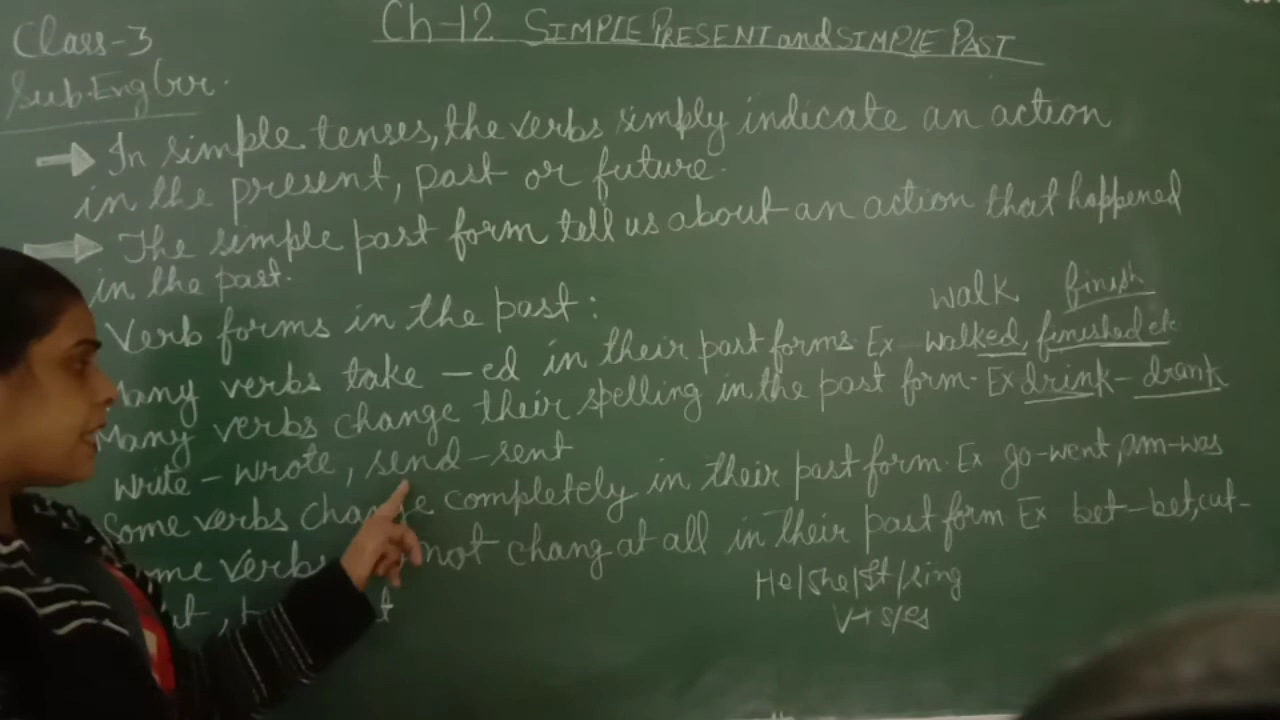 Class-3
Sub. Eng Gr.
Ch-12 SIMPLE PRESENT and SIMPLE PAST
→ In simple tenses, the verbs simply indicate an action
in the present, past or future.
→ The simple past form tell us about an action that happened
in the past.
Verb forms in the past:
walk finish
Many verbs take -ed in their past forms Ex walked, finished etc
Many verbs change their spelling in the past form. Ex drink - drank
write - wrote, send - sent
Some verbs change completely in their past form. Ex go-went, am-was
verbs not chang at all in their past form Ex bet-bet, cut-
He/She/It/Sing
V+s/es